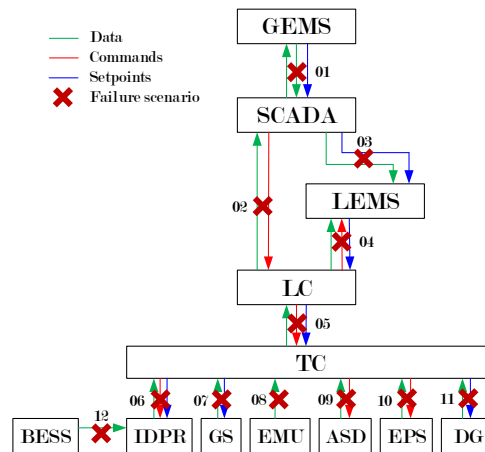 Data
Commands
Setpoints
Failure scenario
GEMS
01
SCADA
03
02
LEMS
04
LC
05
TC
06
07
08
09
10
11
12
BESS
IDPR
GS
EMU
ASD
EPS
DG